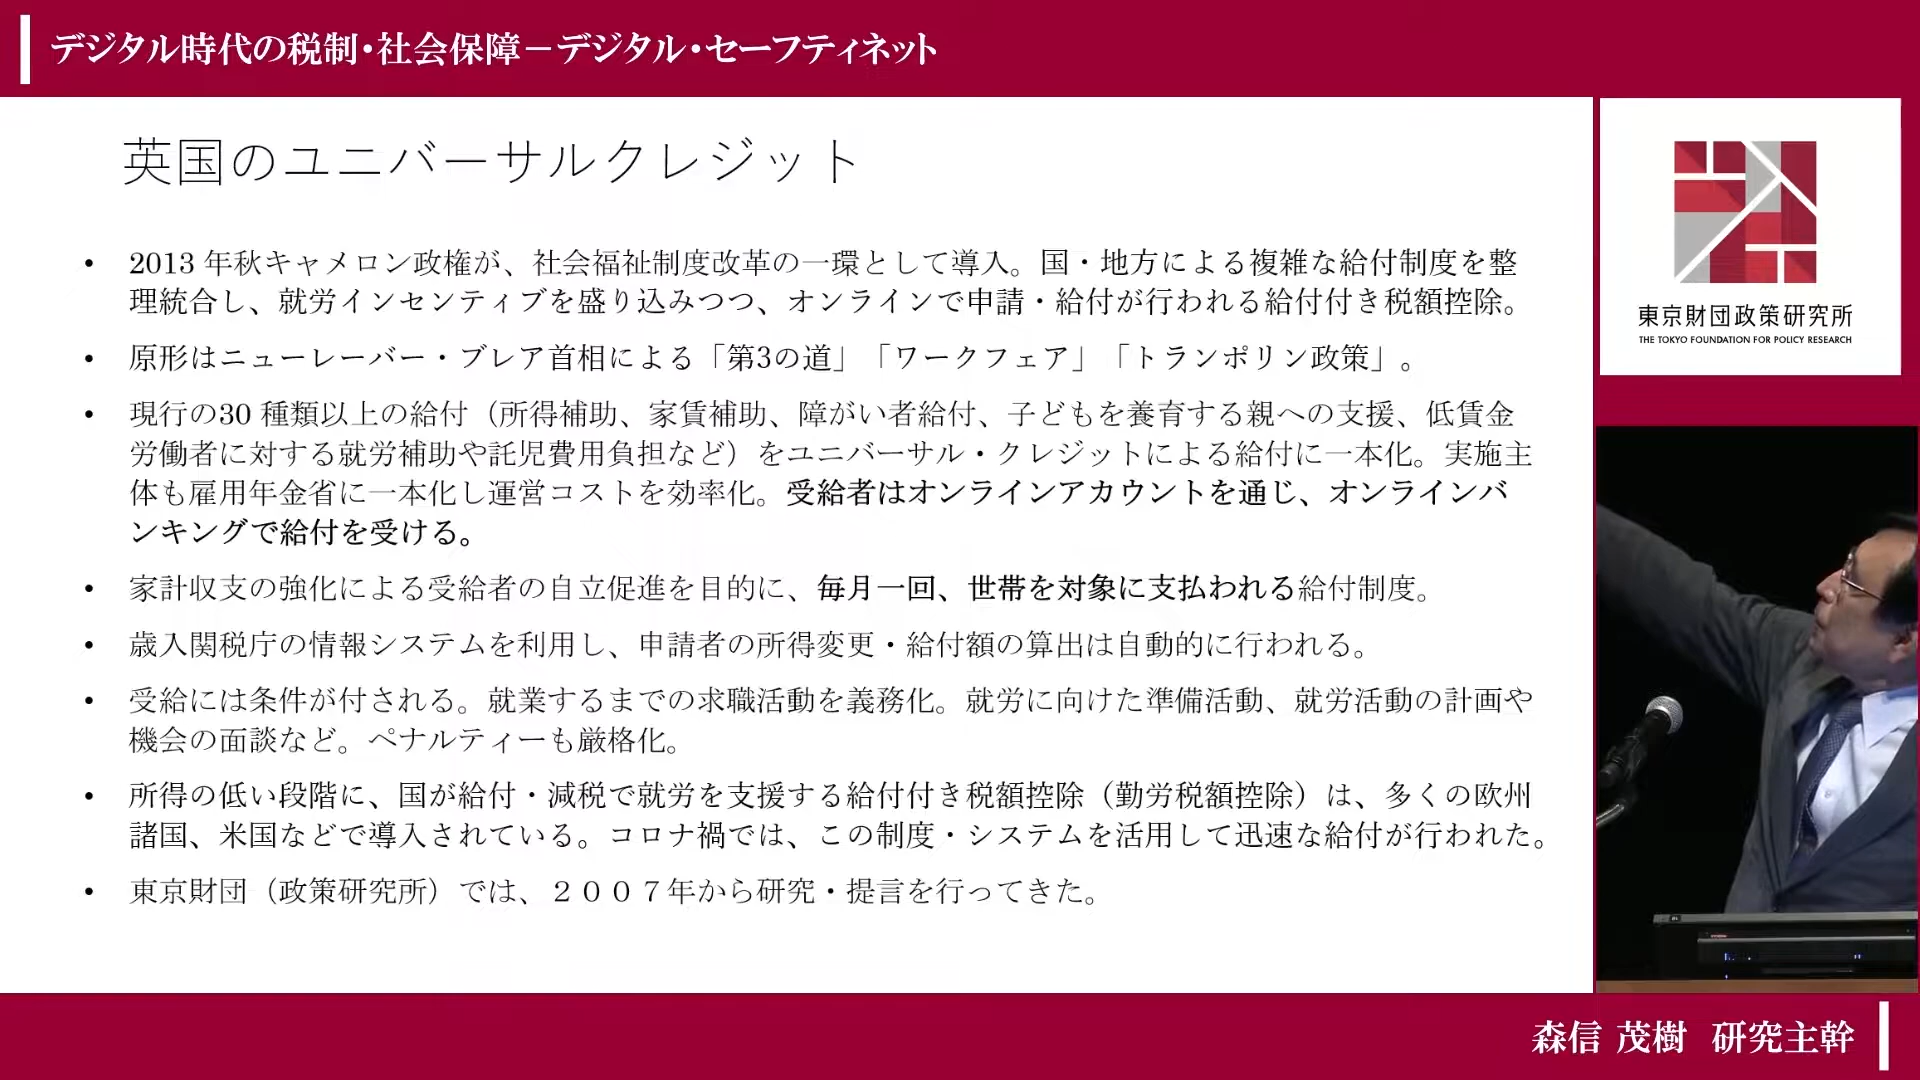 デジタル時代の税制・社会保障－デジタル・セーフティネット
英国のユニバーサルクレジット
• 2013 年秋キャメロン政権が、社会福祉制度改革の一環として導入。国・地方による複雑な給付制度を整
理統合し、就労インセンティブを盛り込みつつ、オンラインで申請・給付が行われる給付付き税額控除。
• 原形はニューレーバー・ブレア首相による「第3の道」「ワークフェア」「トランポリン政策」。
• 現行の30 種類以上の給付（所得補助、家賃補助、障がい者給付、子どもを養育する親への支援、低賃金
労働者に対する就労補助や託児費用負担など）をユニバーサル・クレジットによる給付に一本化。実施主
体も雇用年金省に一本化し運営コストを効率化。受給者はオンラインアカウントを通じ、オンラインバ
ンキングで給付を受ける。
• 家計収支の強化による受給者の自立促進を目的に、毎月一回、世帯を対象に支払われる給付制度。
• 歳入関税庁の情報システムを利用し、申請者の所得変更・給付額の算出は自動的に行われる。
• 受給には条件が付される。就業するまでの求職活動を義務化。就労に向けた準備活動、就労活動の計画や
機会の面談など。ペナルティーも厳格化。
• 所得の低い段階に、国が給付・減税で就労を支援する給付付き税額控除（勤労税額控除）は、多くの欧州
諸国、米国などで導入されている。コロナ禍では、この制度・システムを活用して迅速な給付が行われた。
• 東京財団（政策研究所）では、２００７年から研究・提言を行ってきた。
東京財団政策研究所
THE TOKYO FOUNDATION FOR POLICY RESEARCH
森信 茂樹 研究主幹